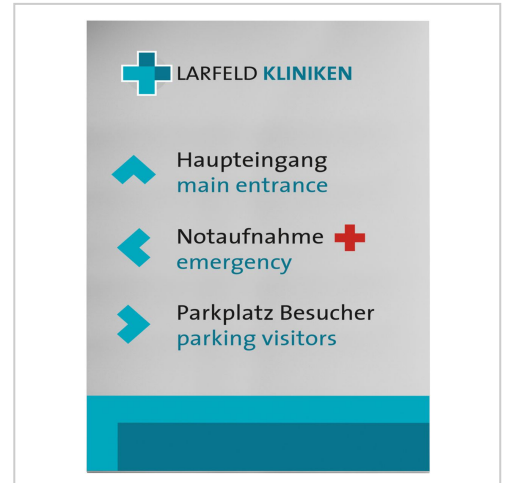 LARFELD KLINIKEN
Haupteingang
main entrance
Notaufnahme
emergency
Parkplatz Besucher
parking visitors